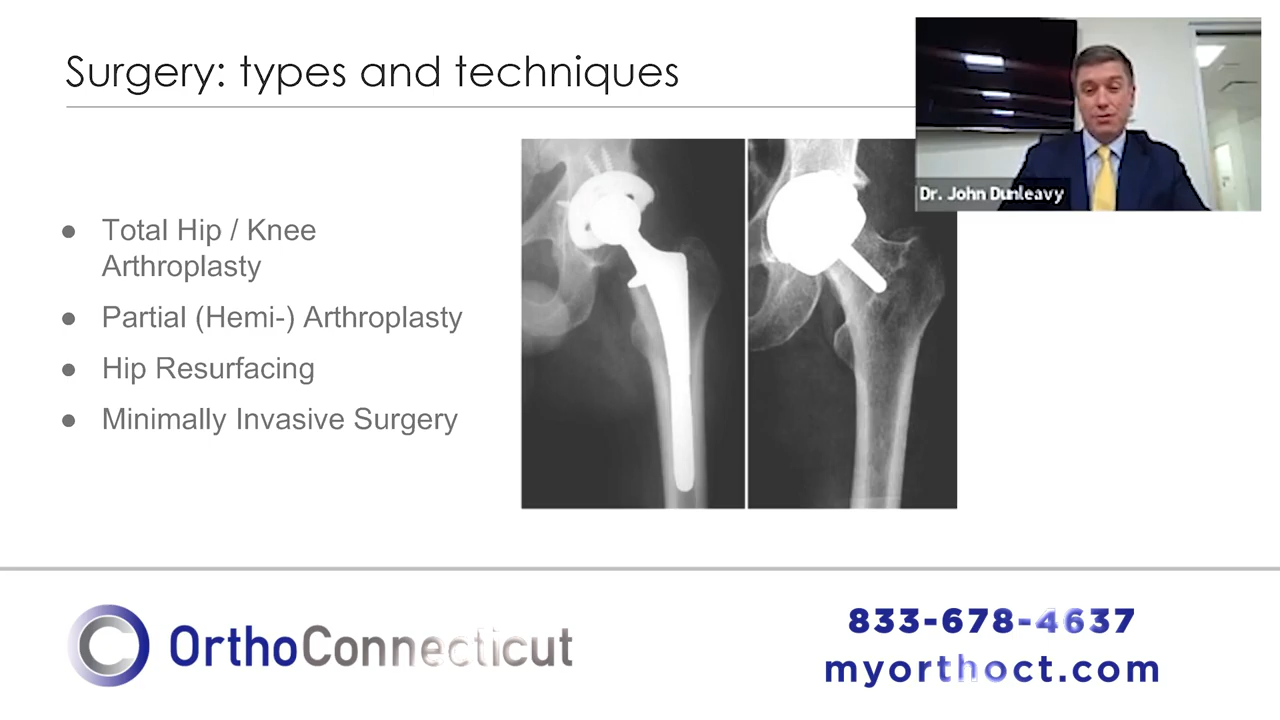 Surgery: types and techniques
Dr. John Dunleavy
● Total Hip / Knee
Arthroplasty
● Partial (Hemi-) Arthroplasty
● Hip Resurfacing
● Minimally Invasive Surgery
OrthoConnecticut
833-678-4637
myorthoct.com